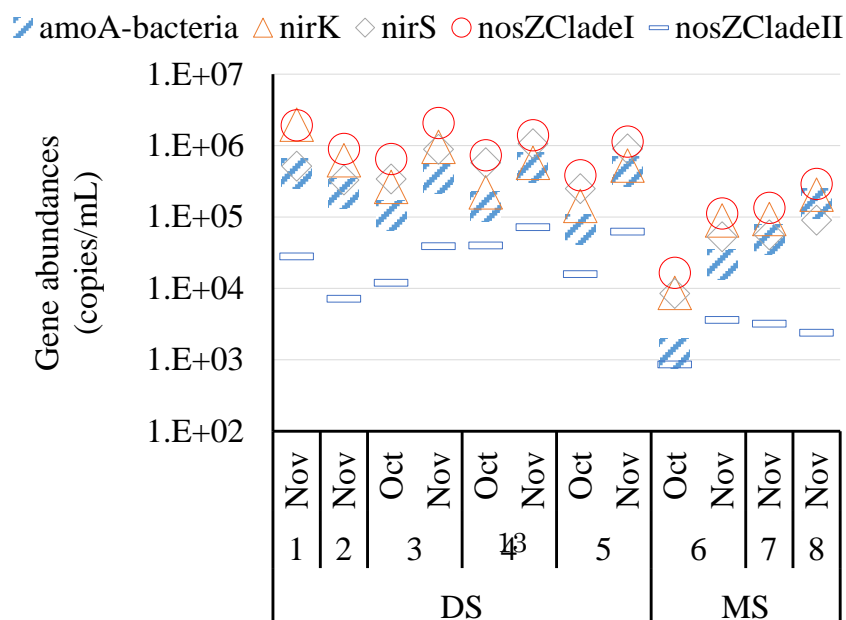 amoA-bacteria nirK nirS nosZCladeI nosZCladeII
1.E+07
1.E+06
1.E+05
1.E+04
1.E+03
1.E+02
Gene abundances
(copies/mL)
Nov Nov Oct Nov Oct Nov Oct Nov Oct Nov Nov Nov
1 2 3 4 5 6 7 8
13
DS MS